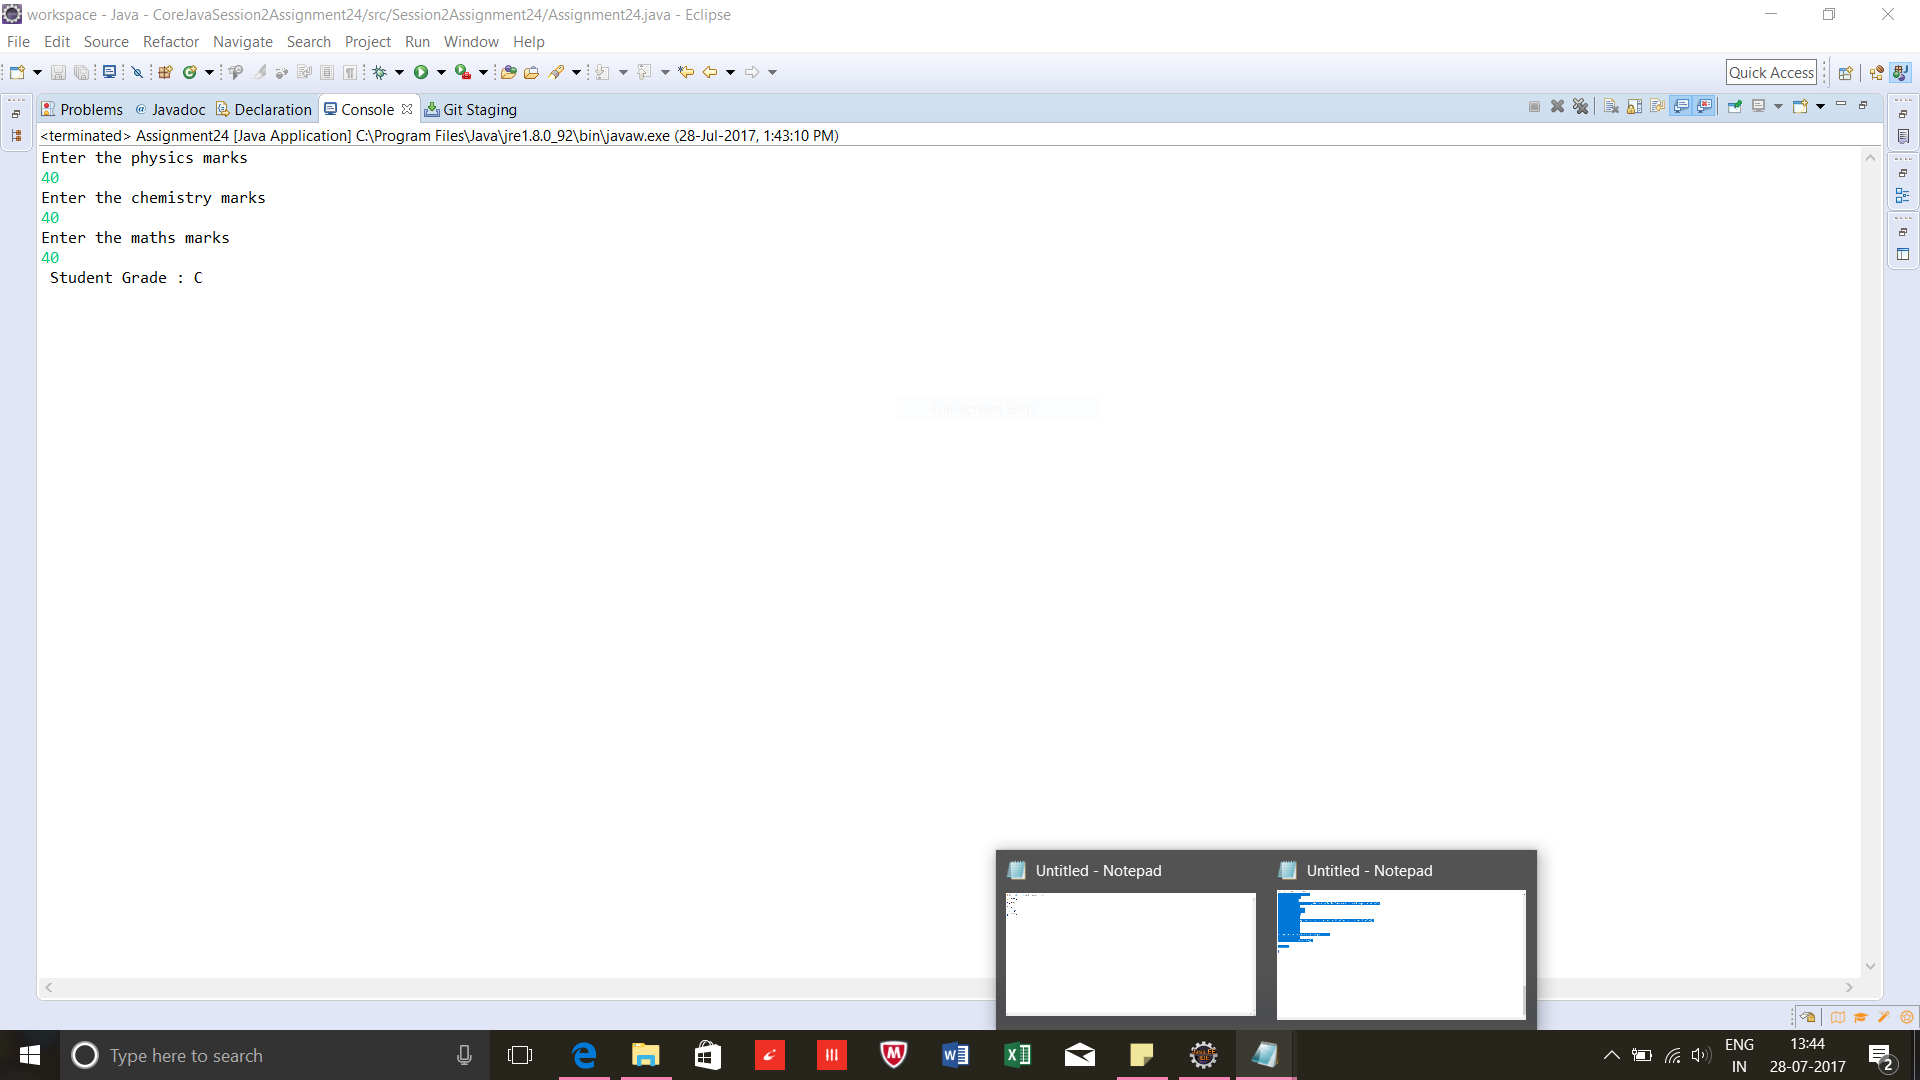 workspace - Java - CoreJavaSession2Assignment24/src/Session2Assignment24/Assignment24.java - Eclipse
File Edit Source Refactor Navigate Search Project Run Window Help
Quick Access
Problems @ Javadoc Declaration Console Git Staging
<terminated> Assignment24 [Java Application] C:\Program Files\Java\jre1.8.0_92\bin\javaw.exe (28-Jul-2017, 1:43:10 PM)
Enter the physics marks
40
Enter the chemistry marks
40
Enter the maths marks
40
Student Grade : C
Full-screen Snip
Untitled - Notepad Untitled - Notepad
Type here to search
ENG
IN
13:44
28-07-2017
2